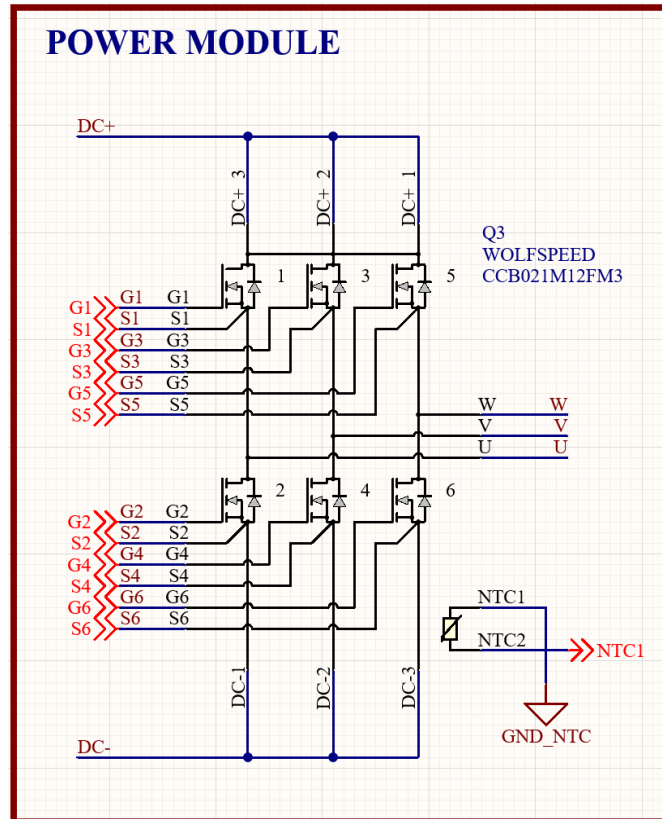 POWER MODULE
DC+
DC+ 3
DC+ 2
DC+ 1
Q3
WOLFSPEED
CCB021M12FM3
1
3
5
G1 G1 G1
S1 S1 S1
G3 G3 G3
S3 S3 S3
G5 G5 G5
S5 S5 S5
W W
V V
U U
2
4
6
G2 G2 G2
S2 S2 S2
G4 G4 G4
S4 S4 S4
G6 G6 G6
S6 S6 S6
NTC1
NTC2
NTC1
GND_NTC
DC-1
DC-2
DC-3
DC-